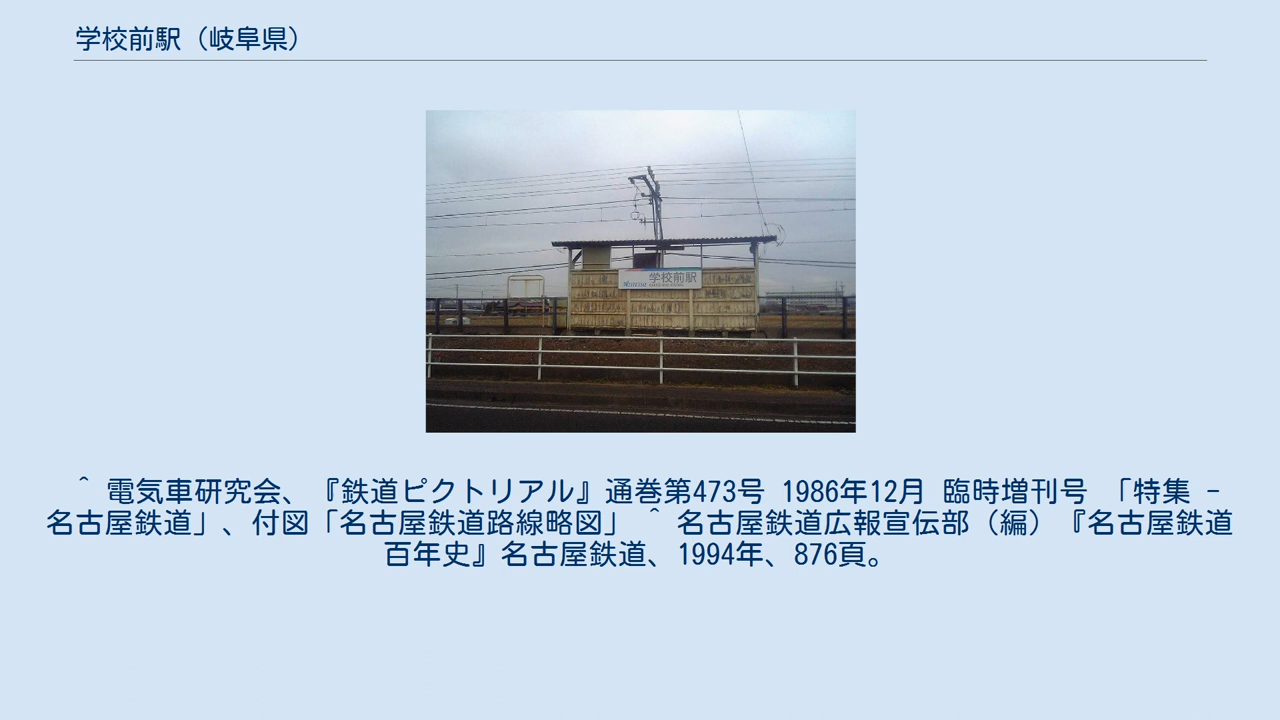 学校前駅（岐阜県）
学校前駅
^ 電気車研究会、『鉄道ピクトリアル』通巻第473号 1986年12月 臨時増刊号 「特集 -
名古屋鉄道」、付図「名古屋鉄道路線略図」 ^ 名古屋鉄道広報宣伝部（編）『名古屋鉄道
百年史』名古屋鉄道、1994年、876頁。